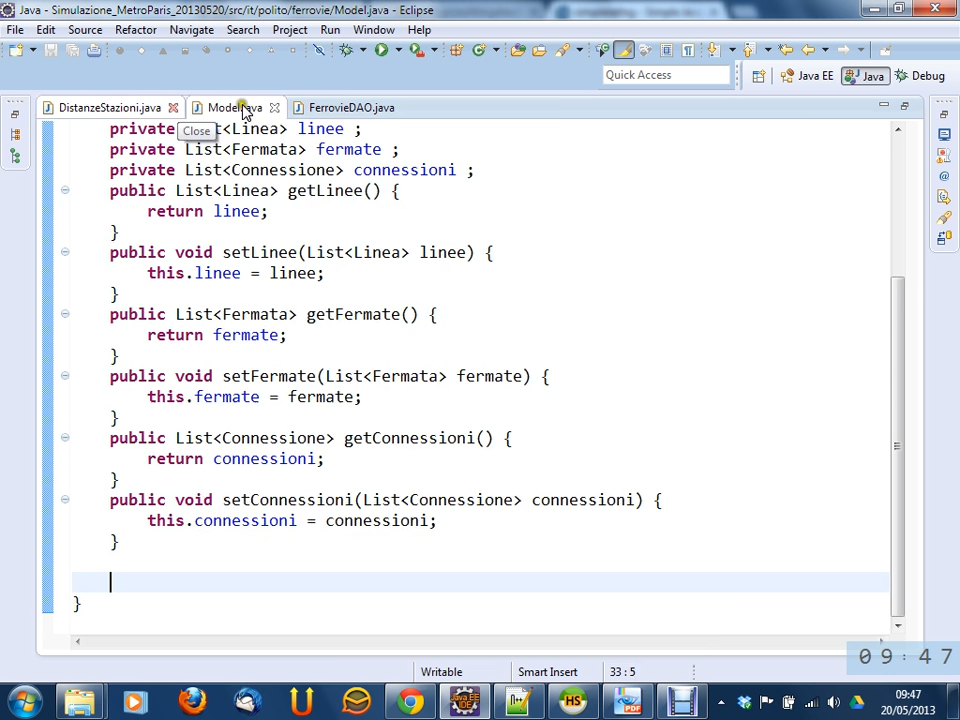 Java - Simulazione_MetroParis_20130520/src/it/polito/ferrovie/Model.java - Eclipse
File Edit Source Refactor Navigate Search Project Run Window Help
Quick Access
Java EE Java Debug
DistanzeStazioni.java Model.java FerrovieDAO.java
Close
private List<Linea> linee ;
private List<Fermata> fermate ;
private List<Connessione> connessioni ;
public List<Linea> getLinee() {
return linee;
}
public void setLinee(List<Linea> linee) {
this.linee = linee;
}
public List<Fermata> getFermate() {
return fermate;
}
public void setFermate(List<Fermata> fermate) {
this.fermate = fermate;
}
public List<Connessione> getConnessioni() {
return connessioni;
}
public void setConnessioni(List<Connessione> connessioni) {
this.connessioni = connessioni;
}
}
09:47
Writable Smart Insert 33 : 5
09:47
20/05/2013